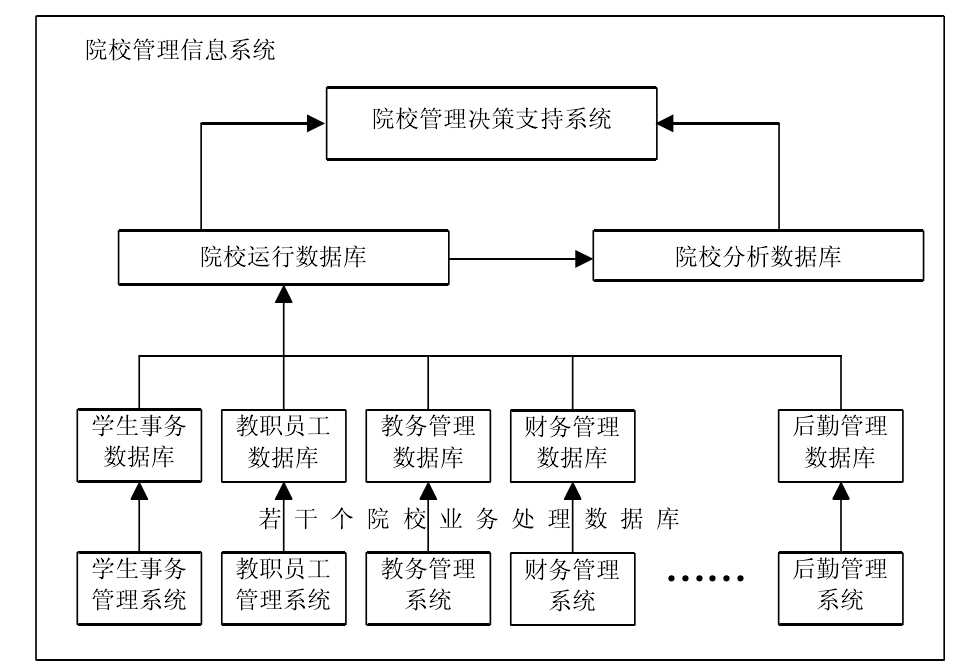 院校管理信息系统
院校管理决策支持系统
院校运行数据库
院校分析数据库
学生事务
数据库
教职员工
数据库
教务管理
数据库
财务管理
数据库
后勤管理
数据库
若干个院校业务处理数据库
学生事务
管理系统
教职员工
管理系统
教务管理
系统
财务管理
系统
……
后勤管理
系统